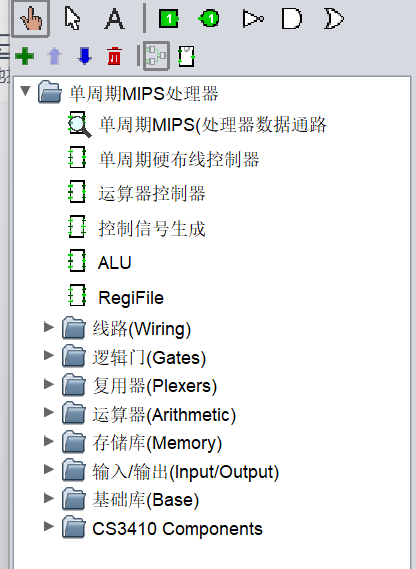 A
1
1
单周期MIPS处理器
单周期MIPS(处理器数据通路
单周期硬布线控制器
运算器控制器
控制信号生成
ALU
RegiFile
线路(Wiring)
逻辑门(Gates)
复用器(Plexers)
运算器(Arithmetic)
存储库(Memory)
输入/输出(Input/Output)
基础库(Base)
CS3410 Components